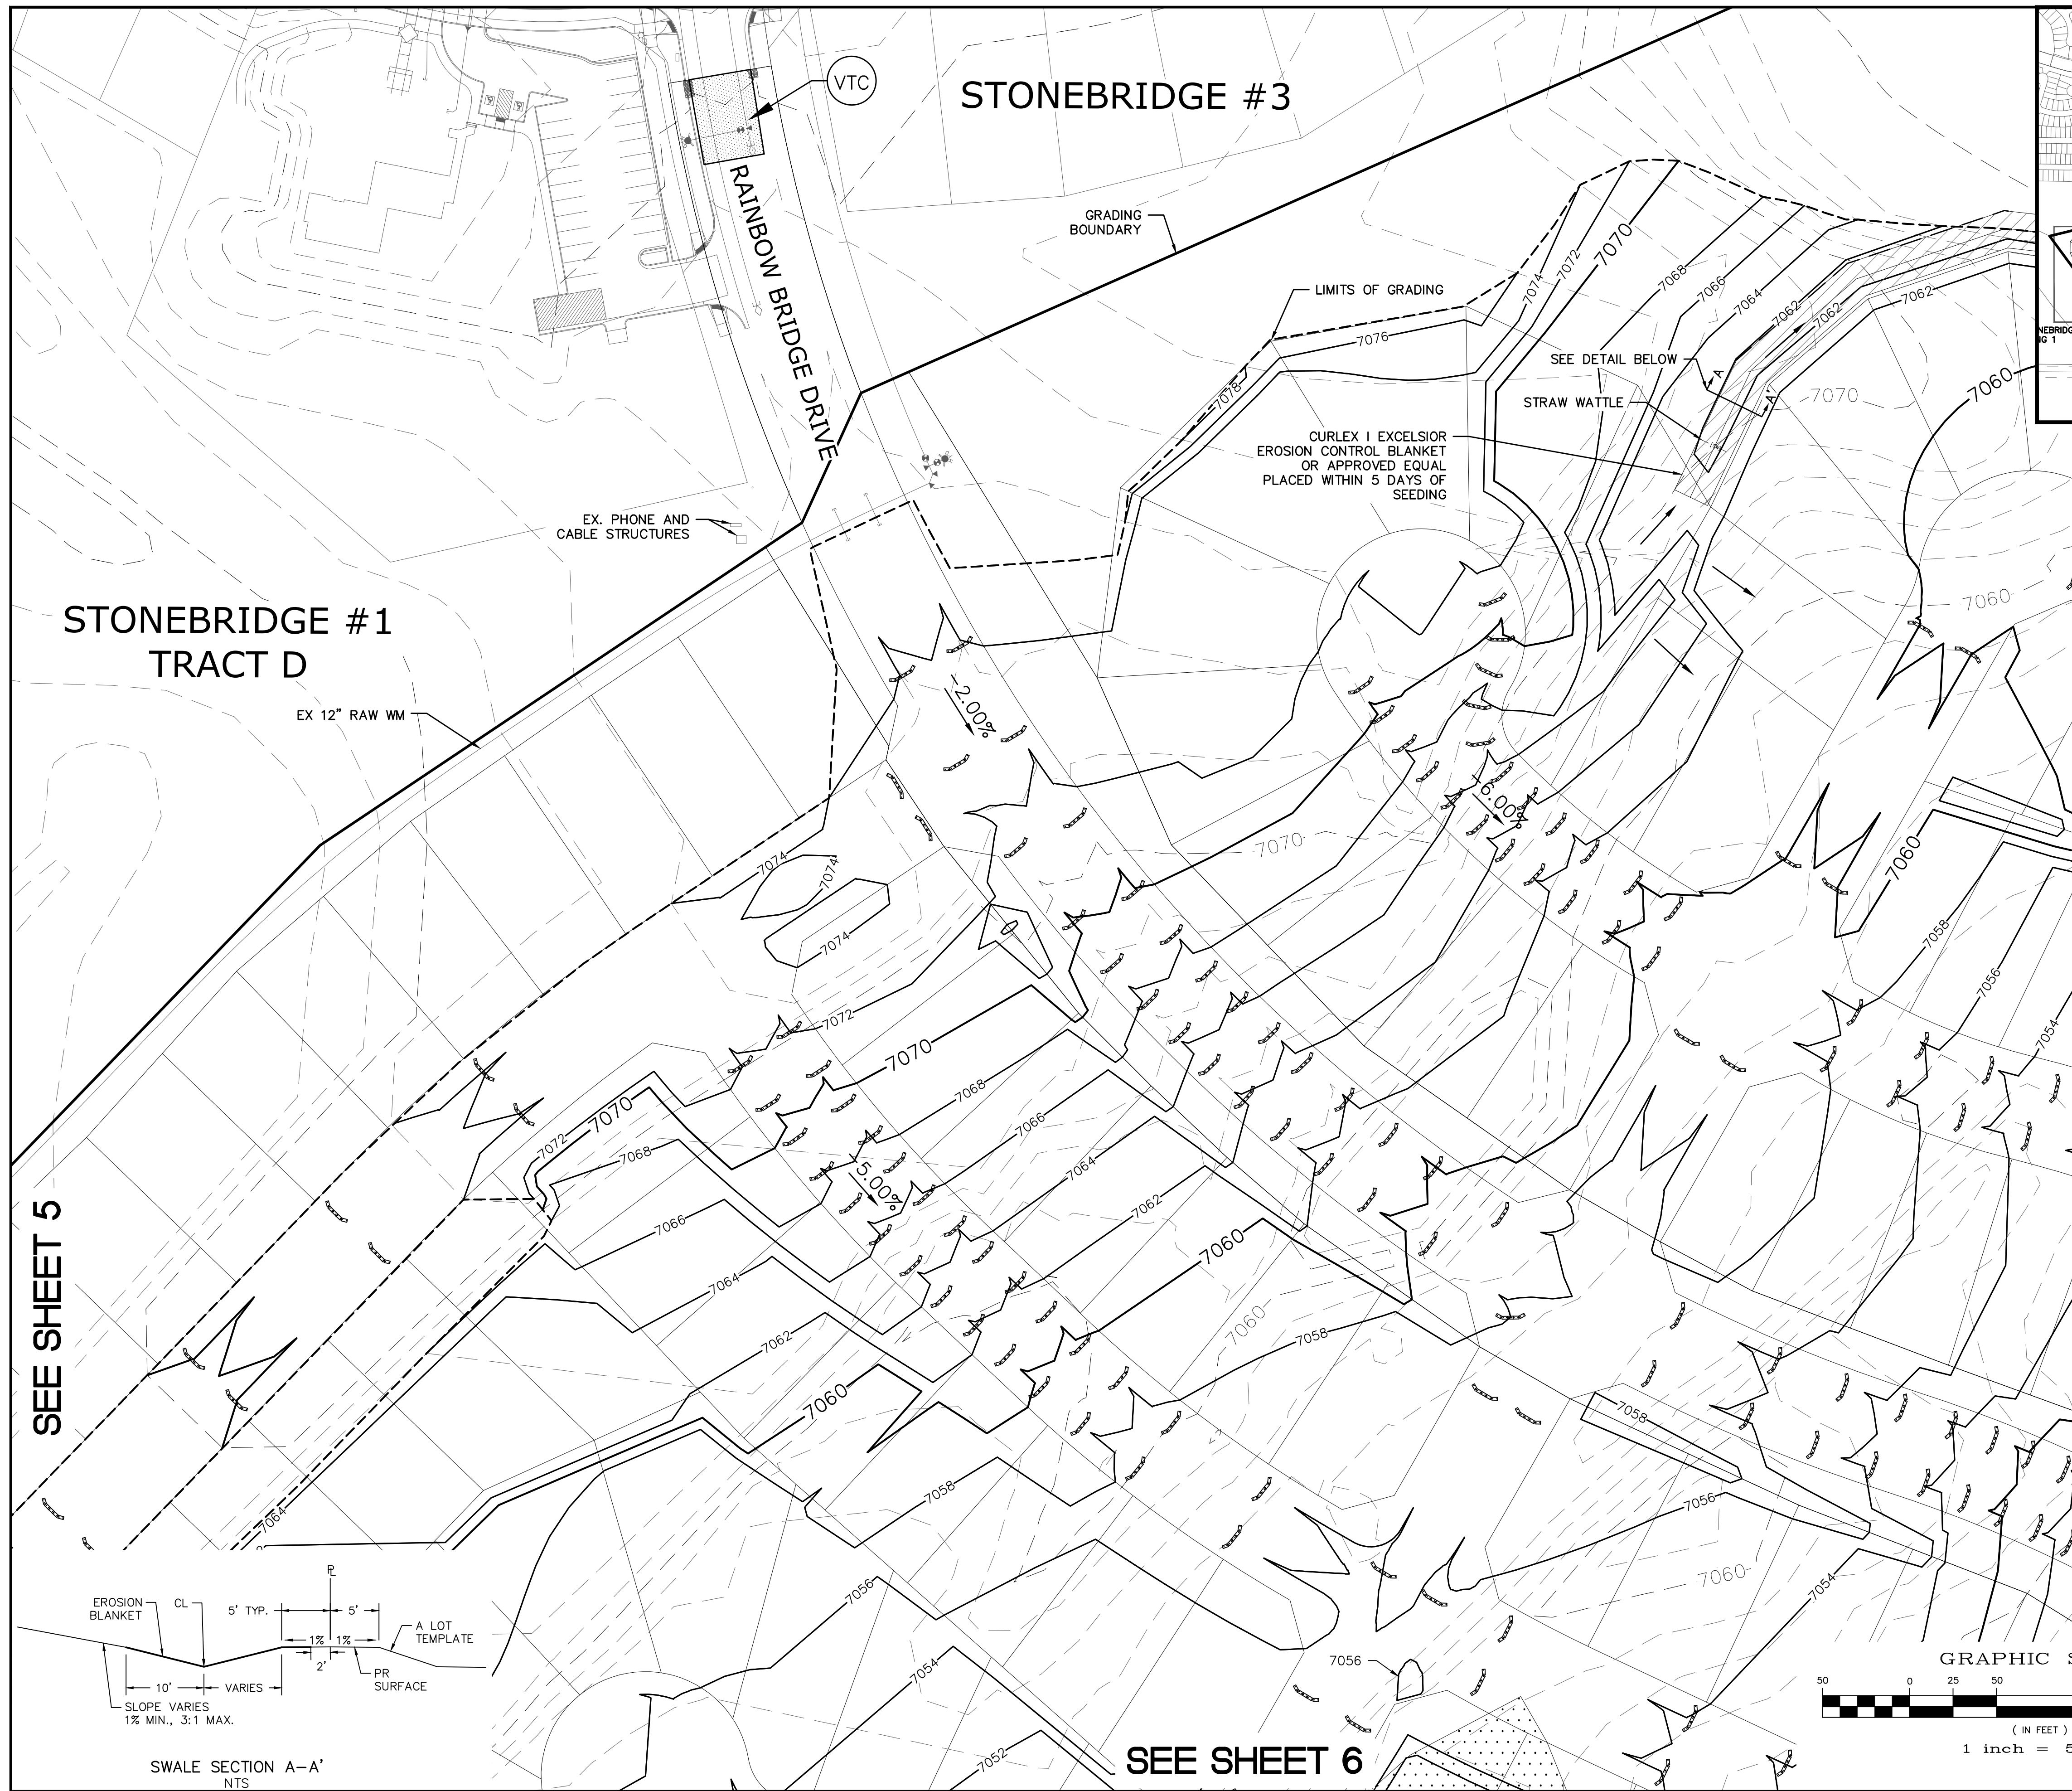 VTC
STONEBRIDGE #3
RAINBOW BRIDGE DRIVE
GRADING
BOUNDARY
LIMITS OF GRADING
7078
7076
7074
7072
7070
7068
7066
7064
7062
7062
7062
SEE DETAIL BELOW
A
A'
STRAW WATTLE
7070
7060
NEBRIDG
NG 1
CURLEX I EXCELSIOR
EROSION CONTROL BLANKET
OR APPROVED EQUAL
PLACED WITHIN 5 DAYS OF
SEEDING
EX. PHONE AND
CABLE STRUCTURES
STONEBRIDGE #1
TRACT D
EX 12" RAW WM
7060
-2.00%
-6.00%
7070
7060
7058
7056
7054
7074
7074
7074
7072
7070
7068
7066
7064
7062
7060
7058
7072
7070
7068
-5.00%
7066
7064
7062
7060
7060
7058
7058
7056
7060
7054
7056
7054
7052
7056
7064
SEE SHEET 5
SEE SHEET 6
EROSION
BLANKET
CL
PL
5' TYP.
5'
1%
1%
2'
A LOT
TEMPLATE
PR
SURFACE
10'
VARIES
SLOPE VARIES
1% MIN., 3:1 MAX.
SWALE SECTION A-A'
NTS
GRAPHIC S
50
0
25
50
( IN FEET )
1 inch = 5